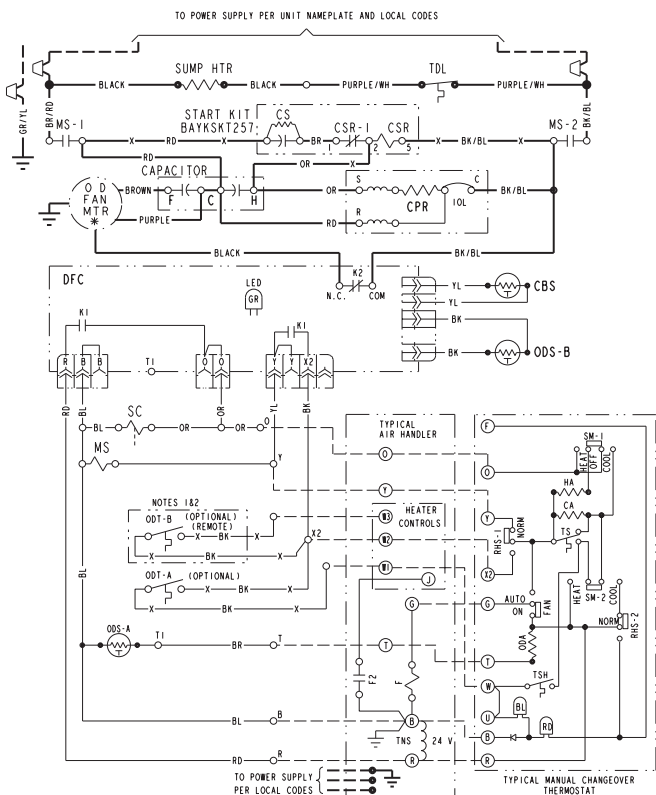 TO POWER SUPPLY PER UNIT NAMEPLATE AND LOCAL CODES
SUMP HTR
TDL
BLACK
BLACK
PURPLE/WH
PURPLE/WH
GR/YL
BR/RD
BK/BL
START KIT
BAYKSKT257
CS
MS-1
CSR-1
CSR
MS-2
X
RD
X
BR
1
2
5
X
BK/BL
X
RD
OR
X
CAPACITOR
OD
FAN
MTR
*
BROWN
F
C
H
OR
S
C
BK/BL
CPR
IOL
PURPLE
RD
R
BLACK
BK/BL
DFC
LED
GR
K2
N.C.
COM
YL
CBS
YL
BK
BK
ODS-B
K1
K1
R
B
B
T1
O
O
Y
Y
X2
RD
BL
OR
YL
BK
SC
BL
OR
OR
O
MS
Y
TYPICAL
AIR HANDLER
O
Y
W3
HEATER
CONTROLS
W2
W1
J
G
T
F2
F
B
TNS
24 V
R
NOTES 1&2
ODT-B
(OPTIONAL)
(REMOTE)
X
BK
X
X
BK
X
X2
ODT-A
(OPTIONAL)
X
X
X
BK
X
BL
ODS-A
T1
BR
T
BL
B
RD
R
TO POWER SUPPLY
PER LOCAL CODES
F
SM-1
HEAT
OFF
COOL
O
HA
CA
Y
NORM
RHS-1
TS
X2
HEAT
SM-2
COOL
G
AUTO
ON
FAN
NORM
RHS-2
ODA
T
TSH
W
U
BL
RD
B
R
TYPICAL MANUAL CHANGEOVER
THERMOSTAT